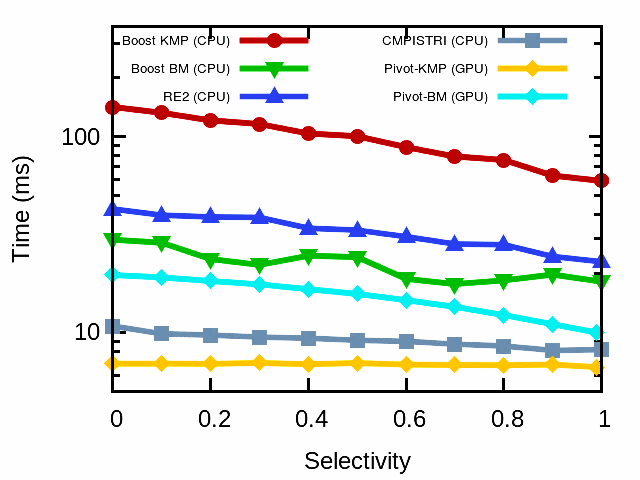 Boost KMP (CPU)
Boost BM (CPU)
RE2 (CPU)
CMPISTRI (CPU)
Pivot-KMP (GPU)
Pivot-BM (GPU)
100
10
Time (ms)
0 0.2 0.4 0.6 0.8 1
Selectivity